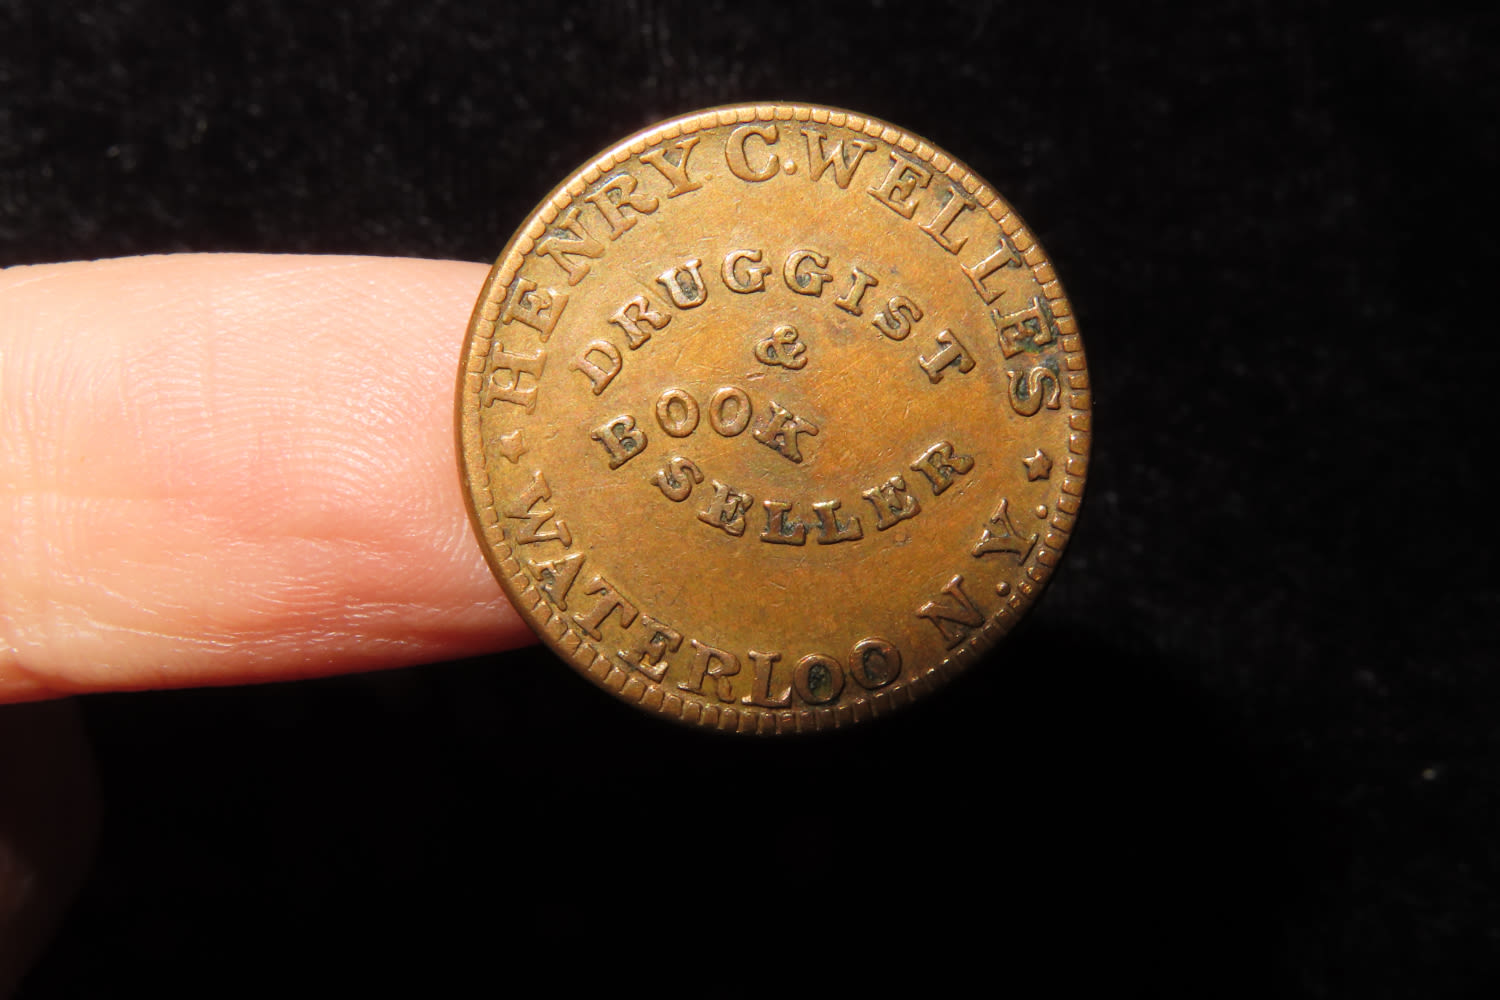 HENRY C. WELLES
DRUGGIST
&
BOOK
SELLER
WATERLOO N.Y.